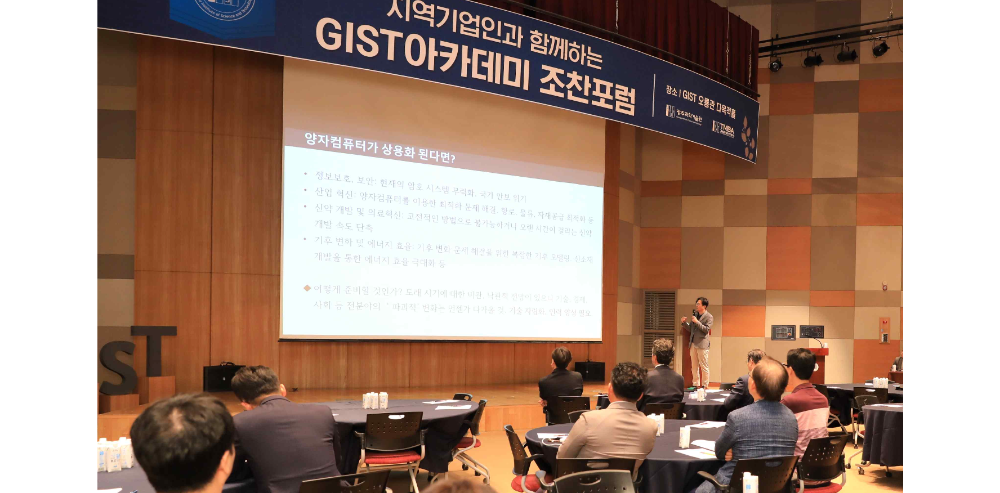 Institute of Science and Technology
지역기업인과 함께하는
GIST아카데미 조찬포럼
장소 | GIST 오룡관 다목적홀
광주과학기술원
TMBA
양자컴퓨터가 상용화 된다면?
• 정보보호, 보안: 현재의 암호 시스템 무력화. 국가 안보 위기
• 산업 혁신: 양자컴퓨터를 이용한 최적화 문제 해결. 항로, 물류, 자재공급 최적화 등
• 신약 개발 및 의료혁신: 고전적인 방법으로 불가능하거나 오랜 시간이 걸리는 신약
개발 속도 단축
• 기후 변화 및 에너지 효율: 기후 변화 문제 해결을 위한 복잡한 기후 모델링. 신소재
개발을 통한 에너지 효율 극대화 등
◆ 어떻게 준비할 것인가? 도래 시기에 대한 비관, 낙관적 전망이 있으나 기술, 경제,
사회 등 전분야의 ‘파괴적’ 변화는 언젠가 다가올 것. 기술 자립화, 인력 양성 필요
ST